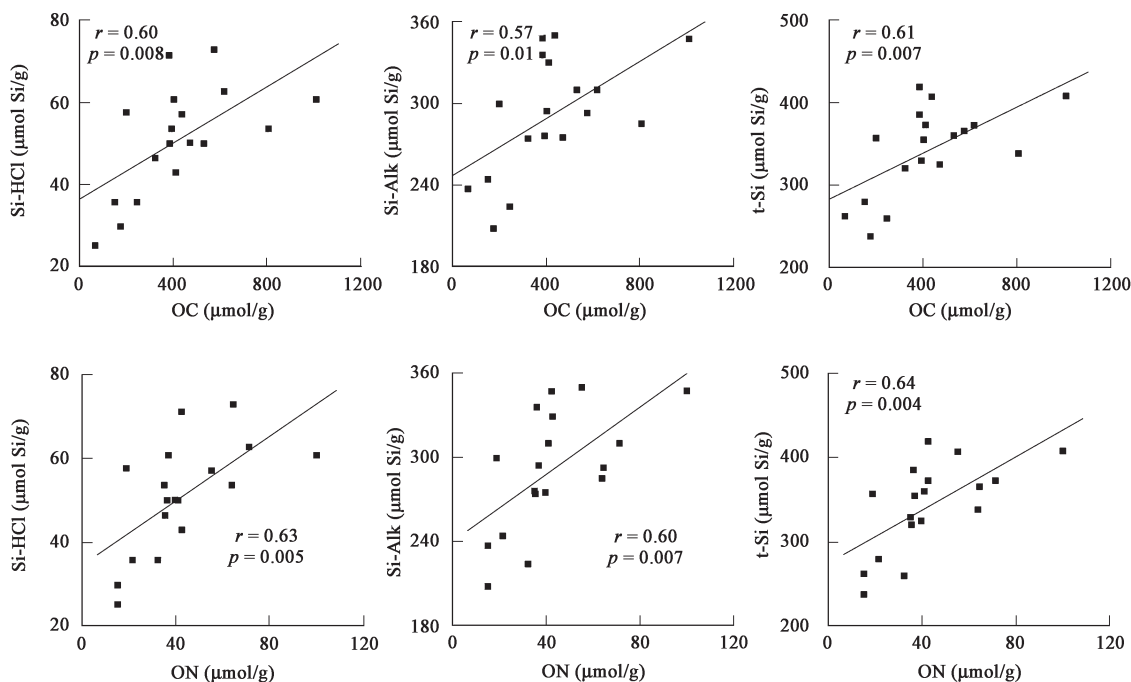 80
60
40
20
Si-HCl (μmol Si/g)
r = 0.60
p = 0.008
0 400 800 1200
OC (μmol/g)
360
300
240
180
Si-Alk (μmol Si/g)
r = 0.57
p = 0.01
0 400 800 1200
OC (μmol/g)
500
400
300
200
t-Si (μmol Si/g)
r = 0.61
p = 0.007
0 400 800 1200
OC (μmol/g)
80
60
40
20
Si-HCl (μmol Si/g)
r = 0.63
p = 0.005
0 40 80 120
ON (μmol/g)
360
300
240
180
Si-Alk (μmol Si/g)
r = 0.60
p = 0.007
0 40 80 120
ON (μmol/g)
500
400
300
200
t-Si (μmol Si/g)
r = 0.64
p = 0.004
0 40 80 120
ON (μmol/g)